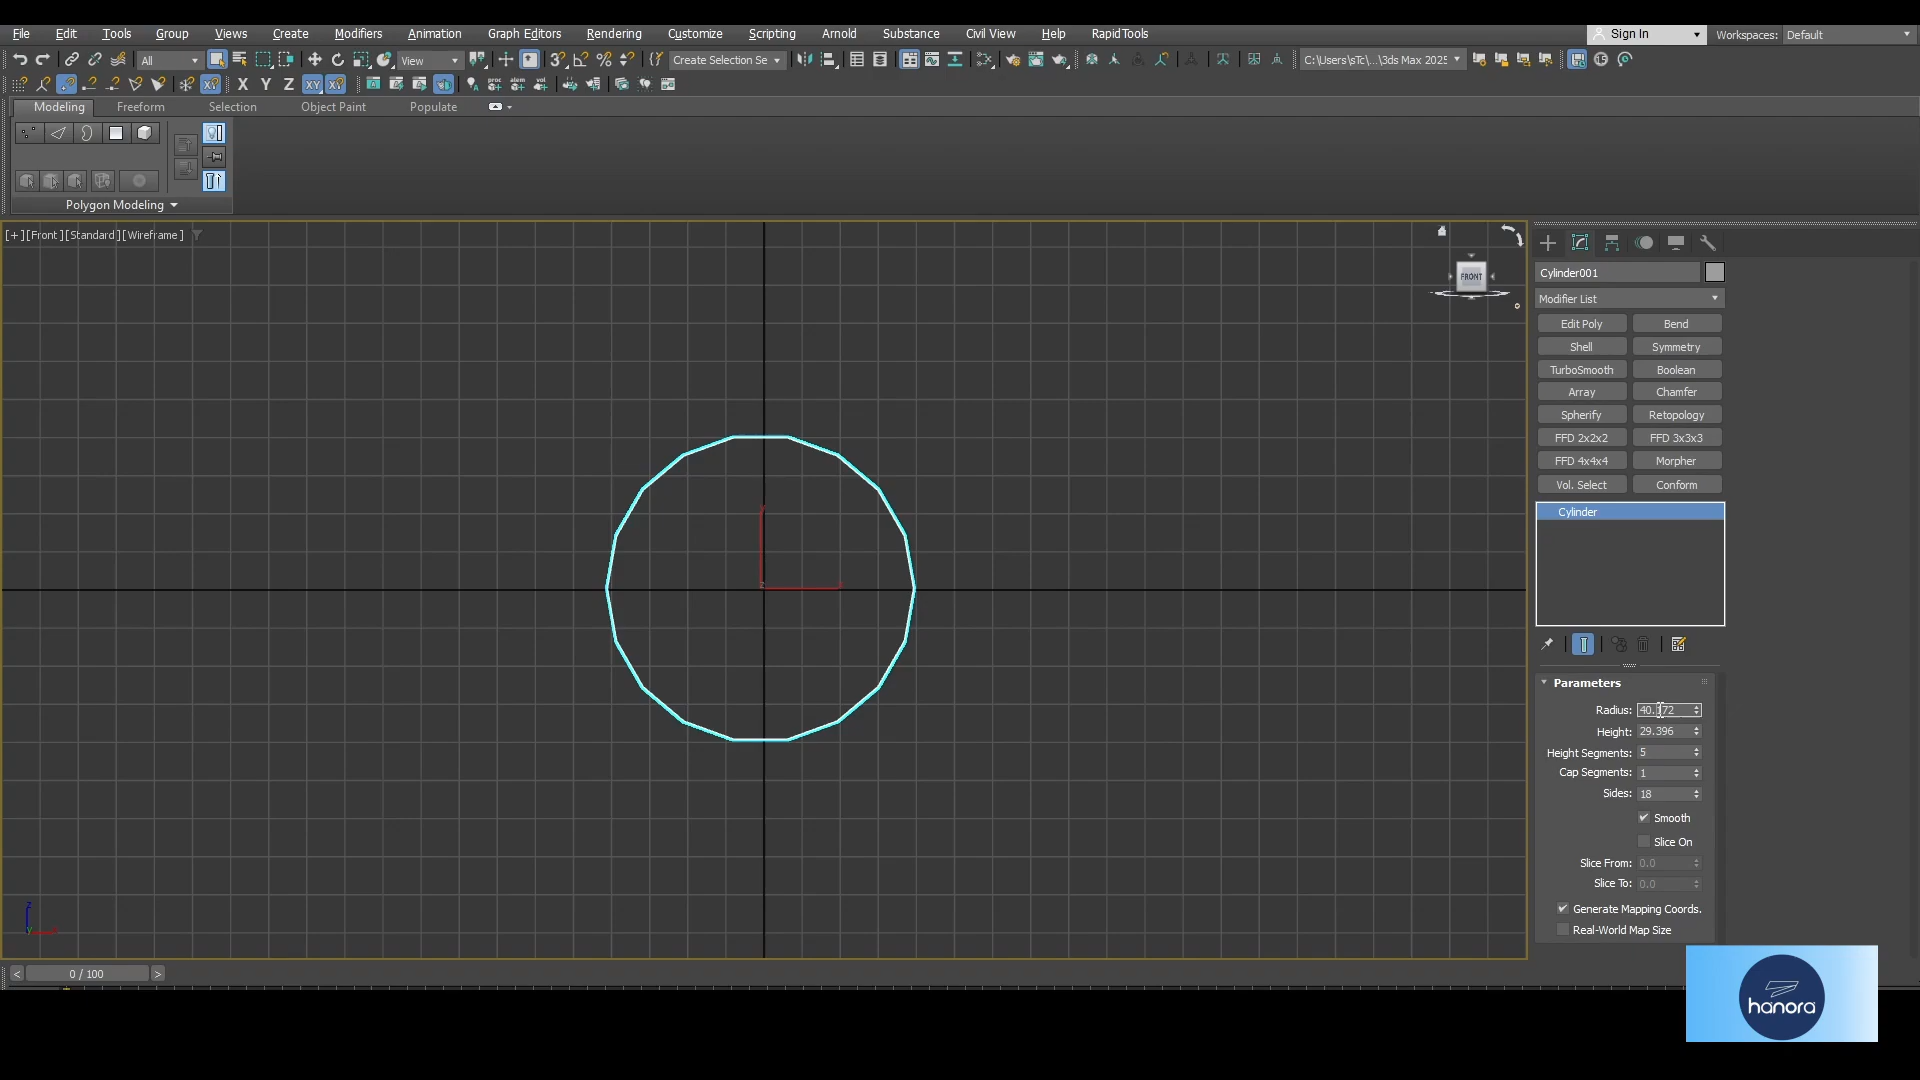 File Edit Tools Group Views Create Modifiers Animation Graph Editors Rendering Customize Scripting Arnold Substance Civil View Help RapidTools Sign In Workspaces: Default
All View Create Selection Se C:\Users\sTc\...\3ds Max 2025
X Y Z XY
Modeling Freeform Selection Object Paint Populate
Polygon Modeling
[+][Front][Standard][Wireframe]
FRONT
Cylinder001
Modifier List
Edit Poly Bend
Shell Symmetry
TurboSmooth Boolean
Array Chamfer
Spherify Retopology
FFD 2x2x2 FFD 3x3x3
FFD 4x4x4 Morpher
Vol. Select Conform
Cylinder
Parameters
Radius:
Height: 29.396
Height Segments: 5
Cap Segments: 1
Sides: 18
Smooth
Slice On
Slice From: 0.0
Slice To: 0.0
Generate Mapping Coords.
Real-World Map Size
0 / 100
hanora